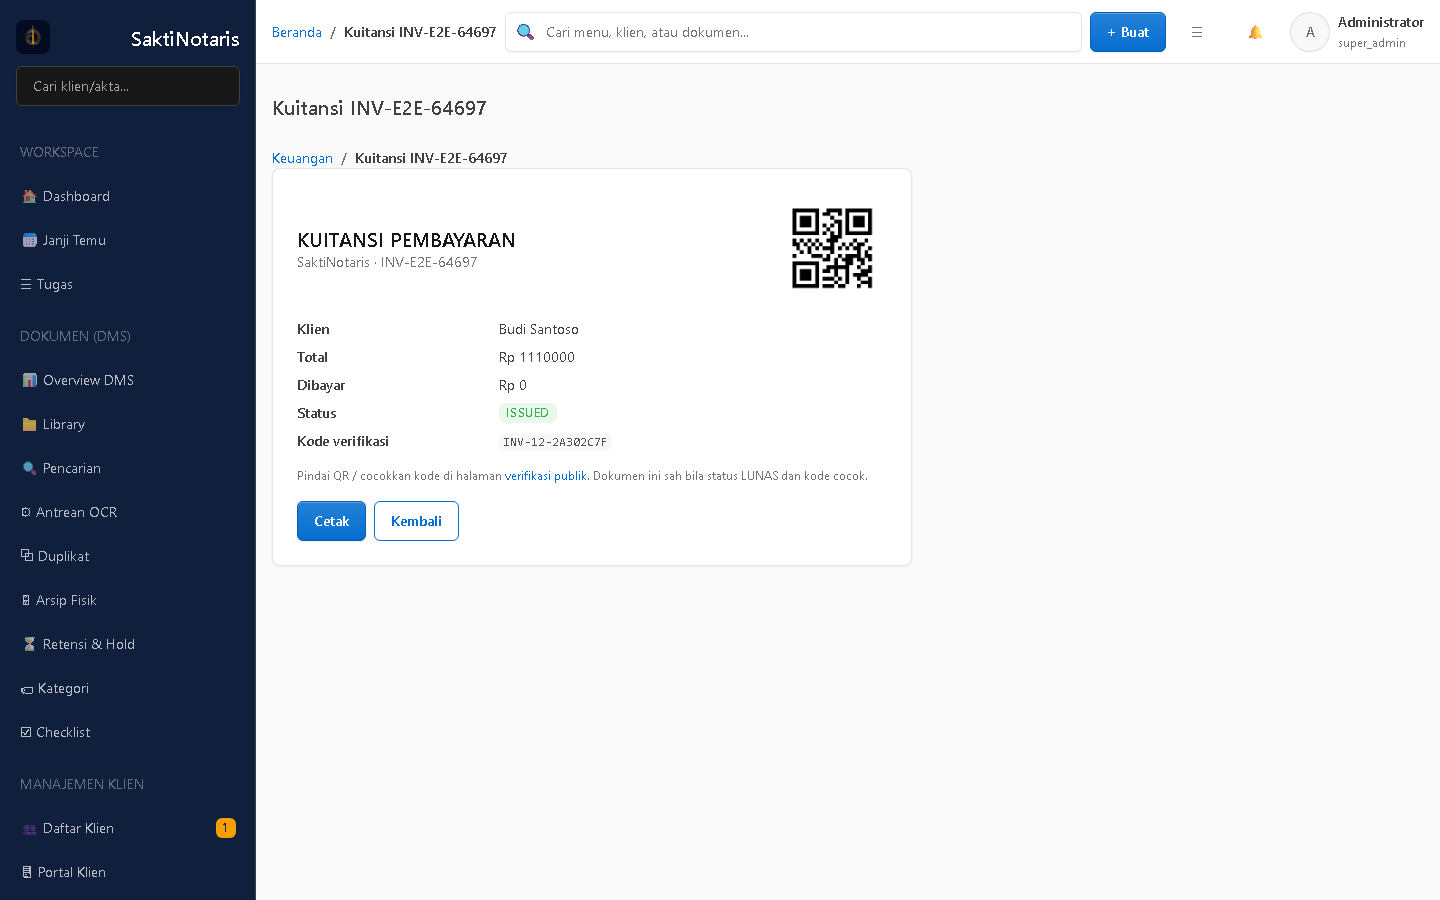 SaktiNotaris
Cari klien/akta...
WORKSPACE
Dashboard
Janji Temu
Tugas
DOKUMEN (DMS)
Overview DMS
Library
Pencarian
Antrean OCR
Duplikat
Arsip Fisik
Retensi & Hold
Kategori
Checklist
MANAJEMEN KLIEN
Daftar Klien 1
Portal Klien
Beranda / Kuitansi INV-E2E-64697
Cari menu, klien, atau dokumen...
+ Buat
A
Administrator
super_admin
Kuitansi INV-E2E-64697
Keuangan / Kuitansi INV-E2E-64697
KUITANSI PEMBAYARAN
SaktiNotaris · INV-E2E-64697
Klien Budi Santoso
Total Rp 1110000
Dibayar Rp 0
Status ISSUED
Kode verifikasi INV-12-2A302C7F
Pindai QR / cocokkan kode di halaman verifikasi publik. Dokumen ini sah bila status LUNAS dan kode cocok.
Cetak
Kembali